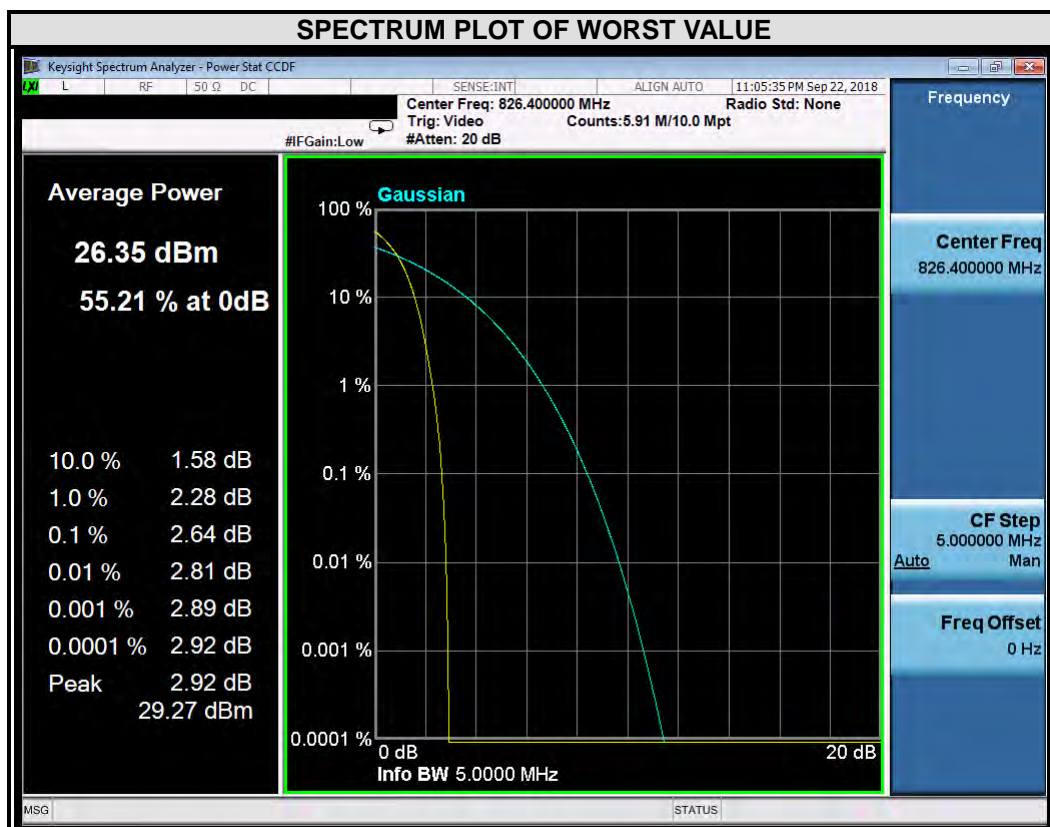 SPECTRUM PLOT OF WORST VALUE
Keysight Spectrum Analyzer - Power Stat CCDF
LXI L RF 50 Ω DC SENSE:INT ALIGN AUTO 11:05:35 PM Sep 22, 2018
Center Freq: 826.400000 MHz Radio Std: None
Trig: Video Counts:5.91 M/10.0 Mpt
#IFGain:Low #Atten: 20 dB
Frequency
Average Power
26.35 dBm
55.21 % at 0dB
10.0 % 1.58 dB
1.0 % 2.28 dB
0.1 % 2.64 dB
0.01 % 2.81 dB
0.001 % 2.89 dB
0.0001 % 2.92 dB
Peak 2.92 dB
29.27 dBm
Gaussian
100 %
10 %
1 %
0.1 %
0.01 %
0.001 %
0.0001 %
0 dB 20 dB
Info BW 5.0000 MHz
Center Freq
826.400000 MHz
CF Step
5.000000 MHz
Auto Man
Freq Offset
0 Hz
MSG STATUS